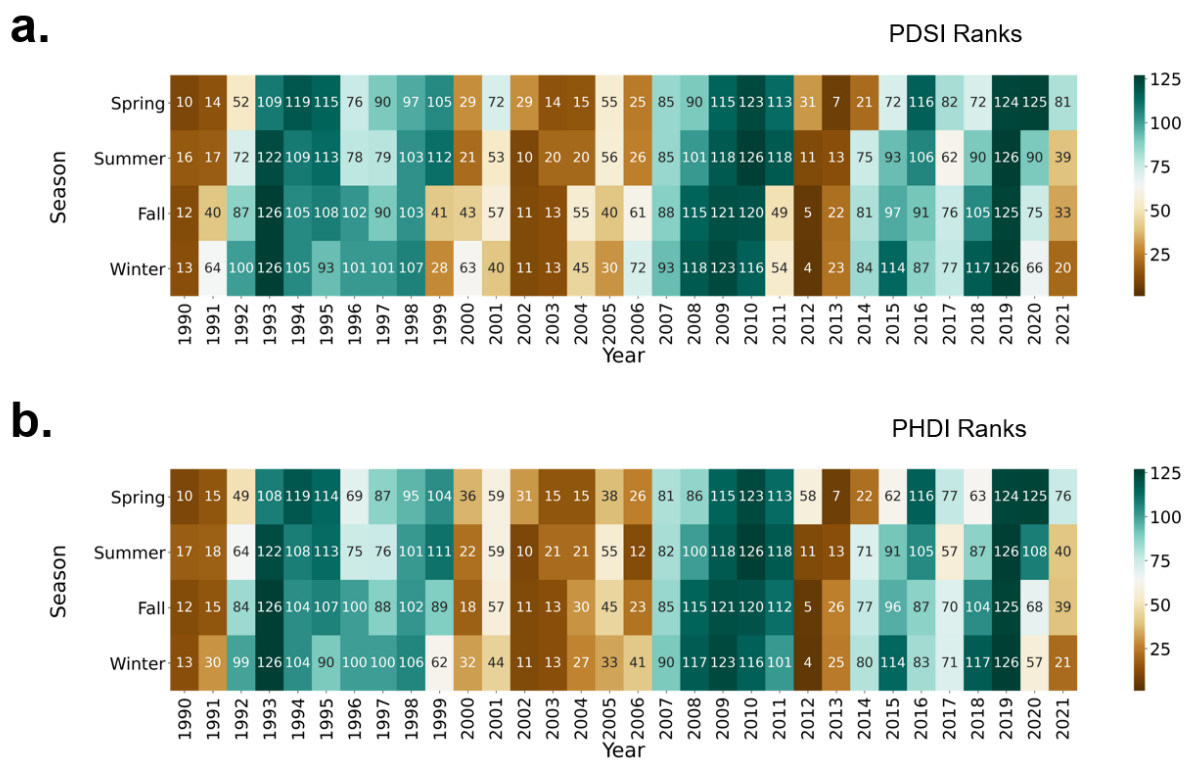 a.
PDSI Ranks
Spring 10 14 52 109 119 115 76 90 97 105 29 72 29 14 15 55 25 85 90 115 123 113 31 7 21 72 116 82 72 124 125 81
Summer 16 17 72 122 109 113 78 79 103 112 21 53 10 20 20 56 26 85 101 118 126 118 11 13 75 93 106 62 90 126 90 39
Fall 12 40 87 126 105 108 102 90 103 41 43 57 11 13 55 40 61 88 115 121 120 49 5 22 81 97 91 76 105 125 75 33
Winter 13 64 100 126 105 93 101 101 107 28 63 40 11 13 45 30 72 93 118 123 116 54 4 23 84 114 87 77 117 126 66 20
Season
1990 1991 1992 1993 1994 1995 1996 1997 1998 1999 2000 2001 2002 2003 2004 2005 2006 2007 2008 2009 2010 2011 2012 2013 2014 2015 2016 2017 2018 2019 2020 2021
Year
125
100
75
50
25
b.
PHDI Ranks
Spring 10 15 49 108 119 114 69 87 95 104 36 59 31 15 15 38 26 81 86 115 123 113 58 7 22 62 116 77 63 124 125 76
Summer 17 18 64 122 108 113 75 76 101 111 22 59 10 21 21 55 12 82 100 118 126 118 11 13 71 91 105 57 87 126 108 40
Fall 12 15 84 126 104 107 100 88 102 89 18 57 11 13 30 45 23 85 115 121 120 112 5 26 77 96 87 70 104 125 68 39
Winter 13 30 99 126 104 90 100 100 106 62 32 44 11 13 27 33 41 90 117 123 116 101 4 25 80 114 83 71 117 126 57 21
Season
1990 1991 1992 1993 1994 1995 1996 1997 1998 1999 2000 2001 2002 2003 2004 2005 2006 2007 2008 2009 2010 2011 2012 2013 2014 2015 2016 2017 2018 2019 2020 2021
Year
125
100
75
50
25